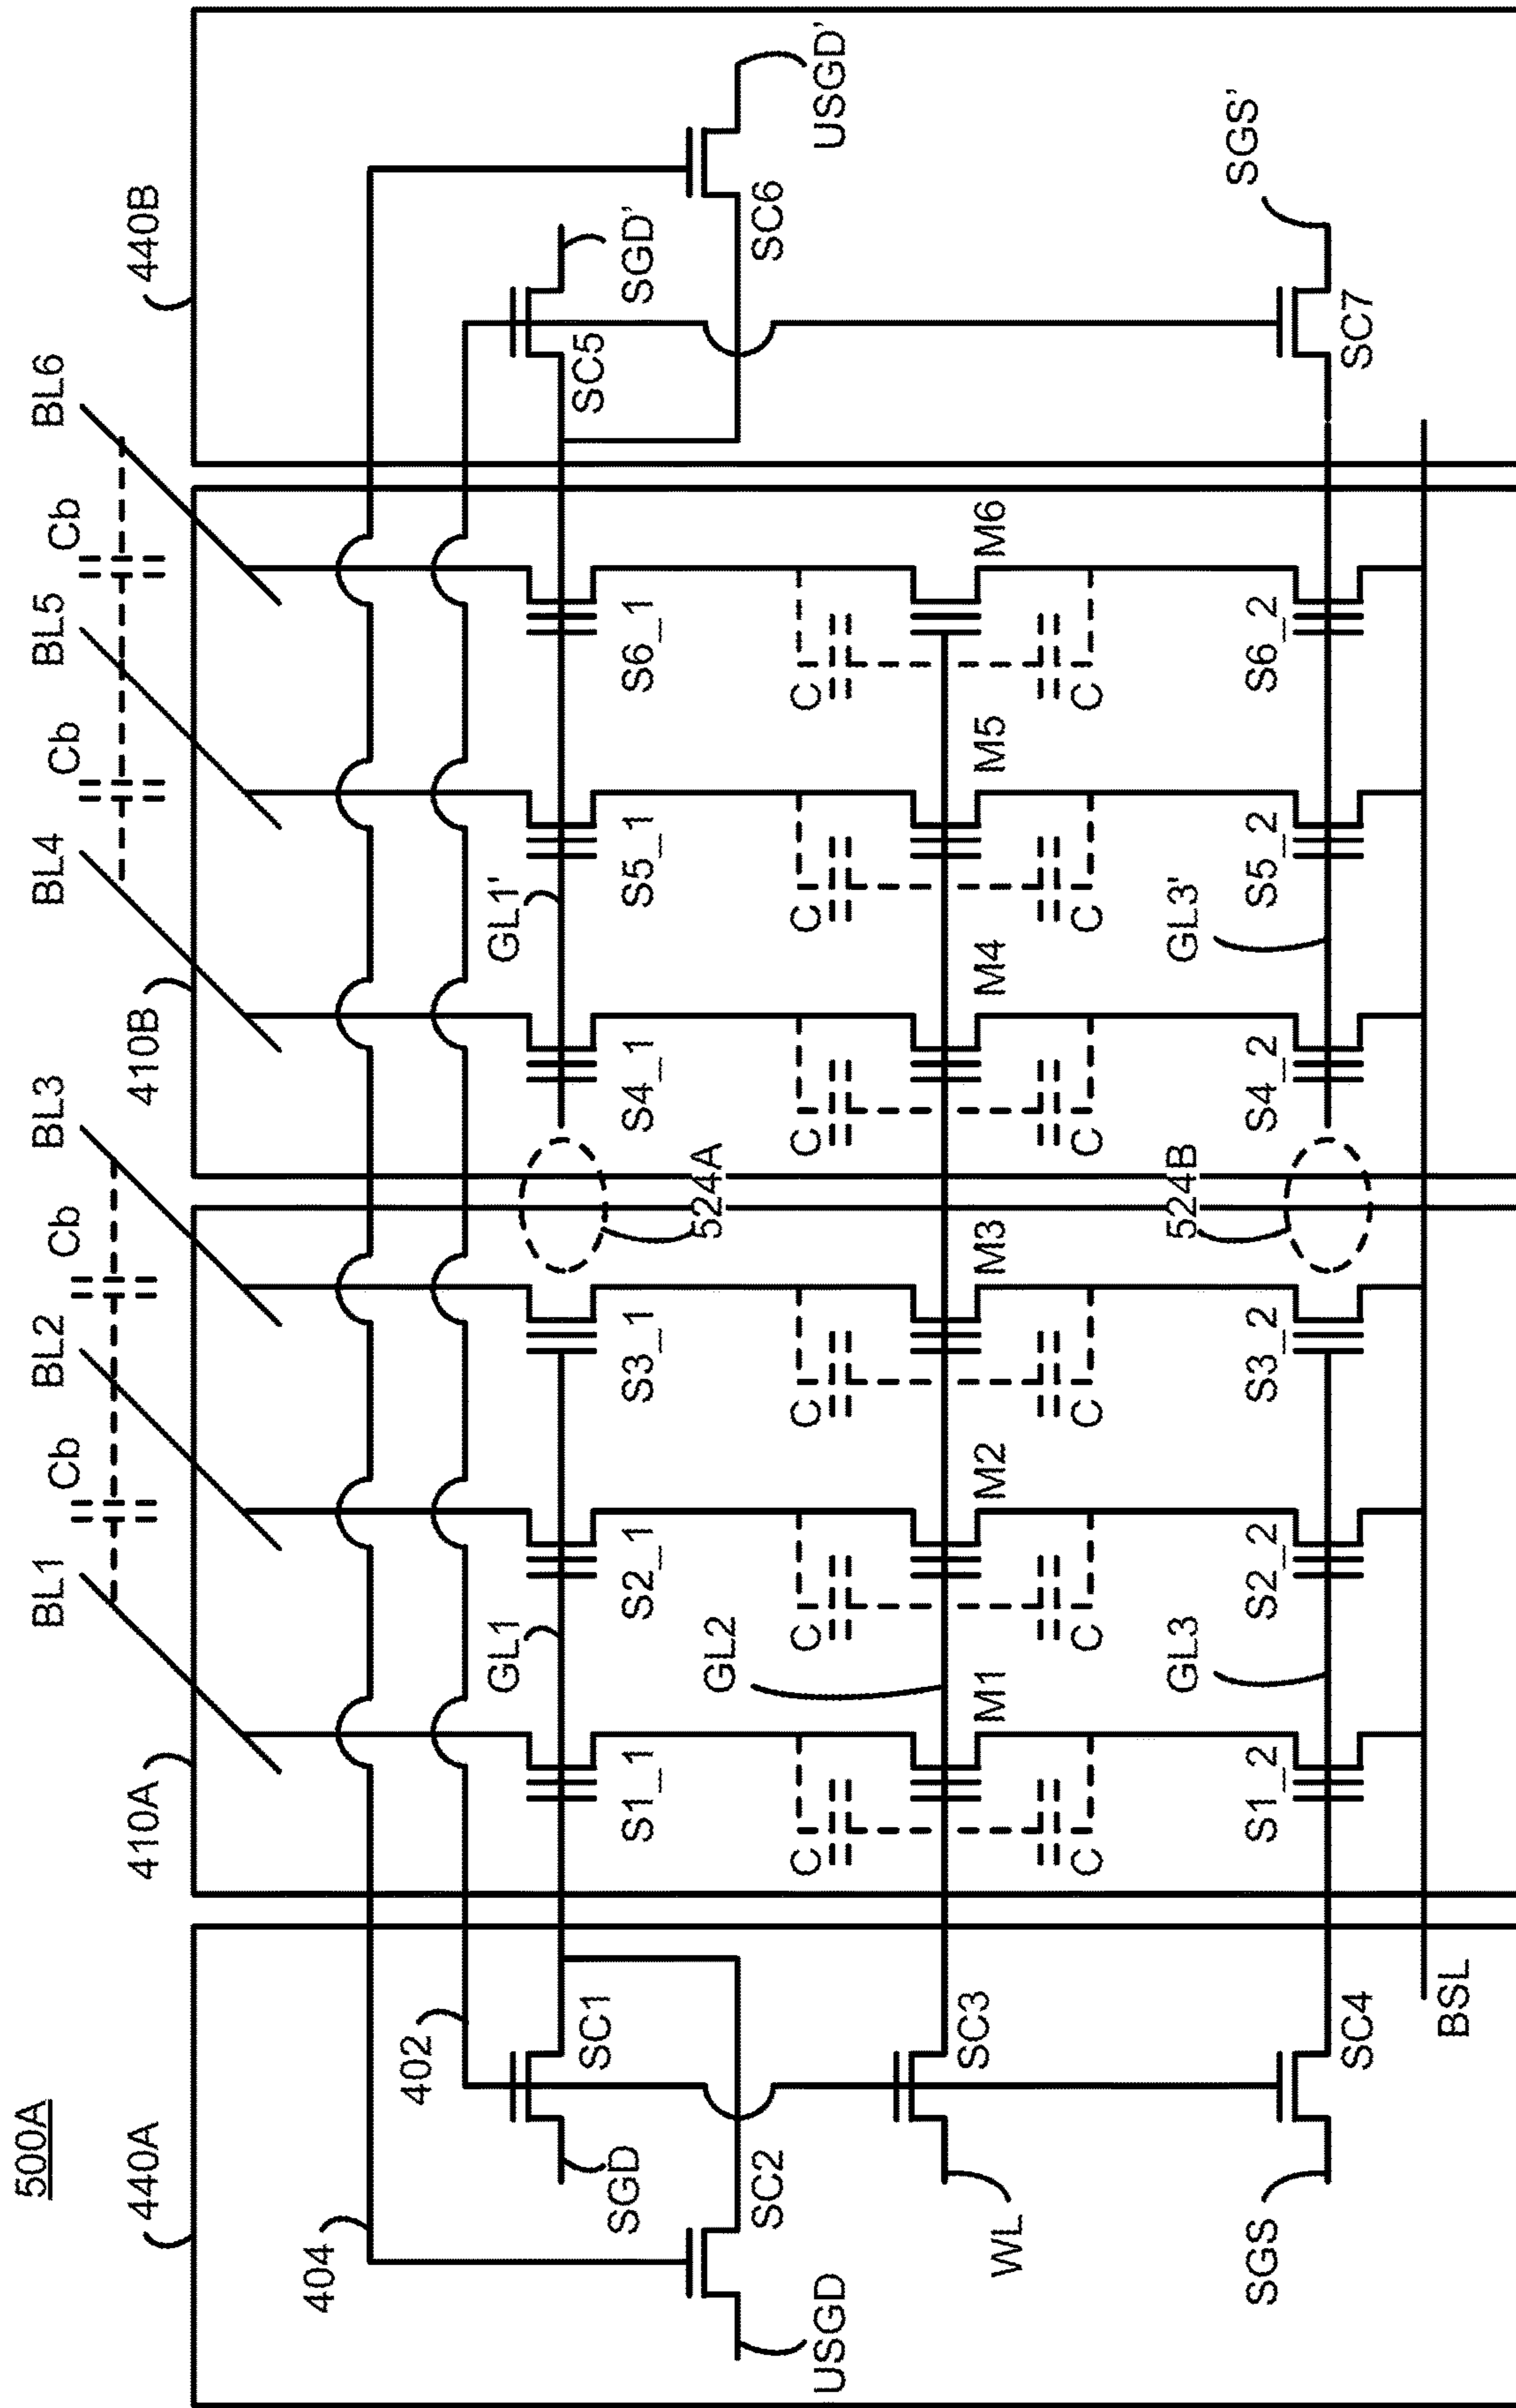 500A
440A
410A
410B
440B
BL1
Cb
BL2
Cb
BL3
BL4
Cb
BL5
Cb
BL6
404
402
GL1
GL1'
SGD
SC1
S1_1
S2_1
S3_1
S4_1
S5_1
S6_1
SC5
SGD'
524A
USGD
SC2
GL2
SC6
USGD'
C
C
C
C
C
C
WL
SC3
M1
M2
M3
M4
M5
M6
C
C
C
C
C
C
GL3
524B
GL3'
SGS
SC4
S1_2
S2_2
S3_2
S4_2
S5_2
S6_2
SC7
SGS'
BSL